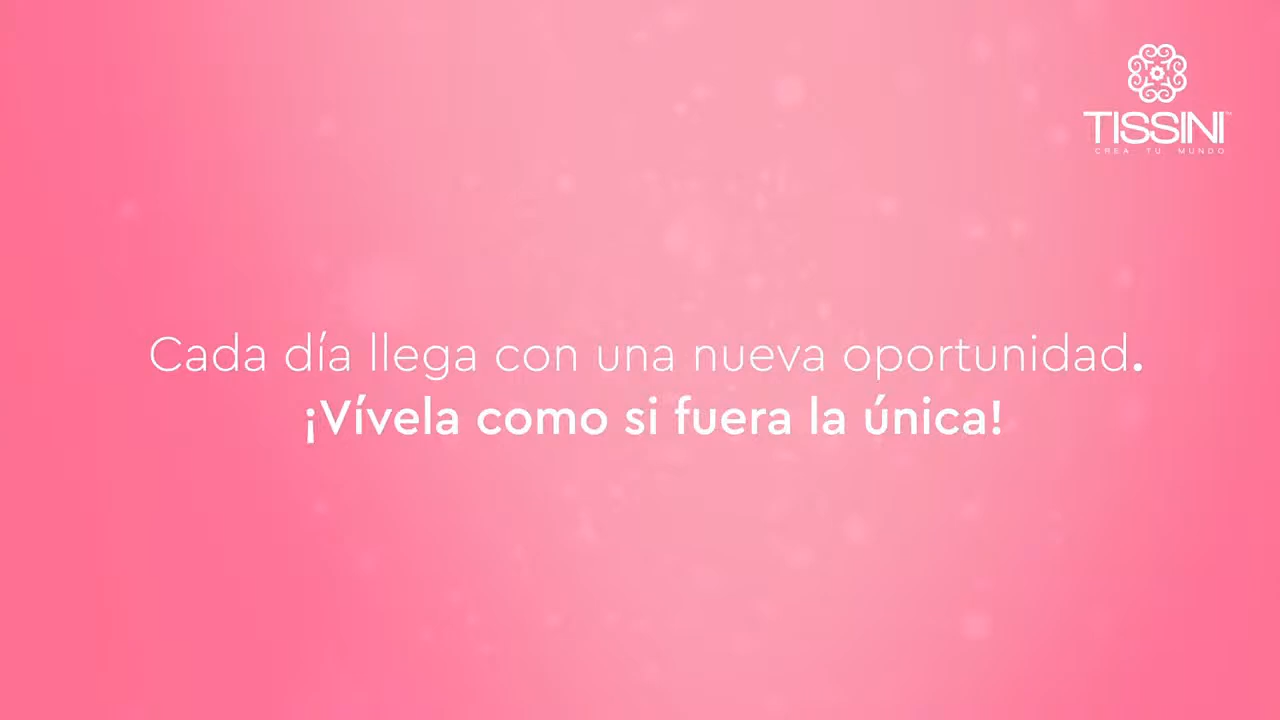 TISSINI
CREA TU MUNDO
Cada día llega con una nueva oportunidad.
¡Vívela como si fuera la única!